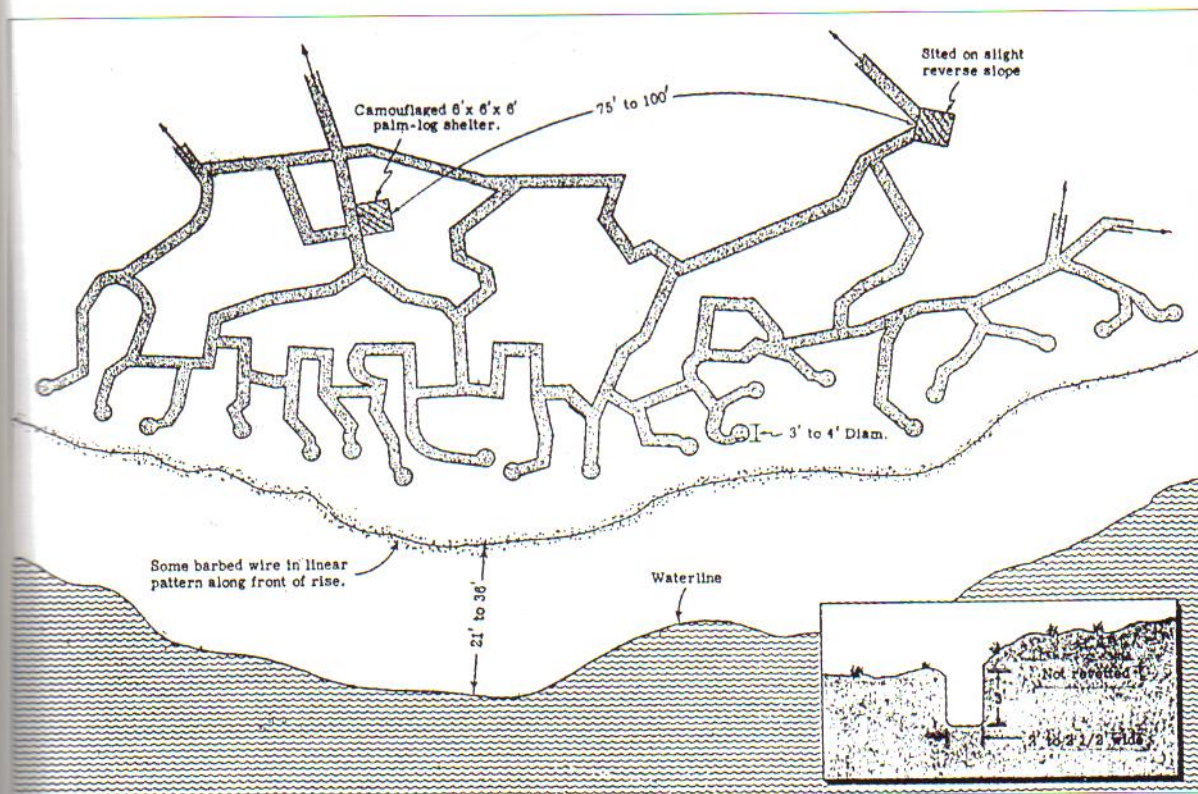 Sited on slight
reverse slope
75' to 100'
Camouflaged 6'x 6'x 6'
palm-log shelter.
3' to 4' Diam.
Some barbed wire in linear
pattern along front of rise.
21' to 36'
Waterline
Not revetted
3'
2' to 2 1/2' wide